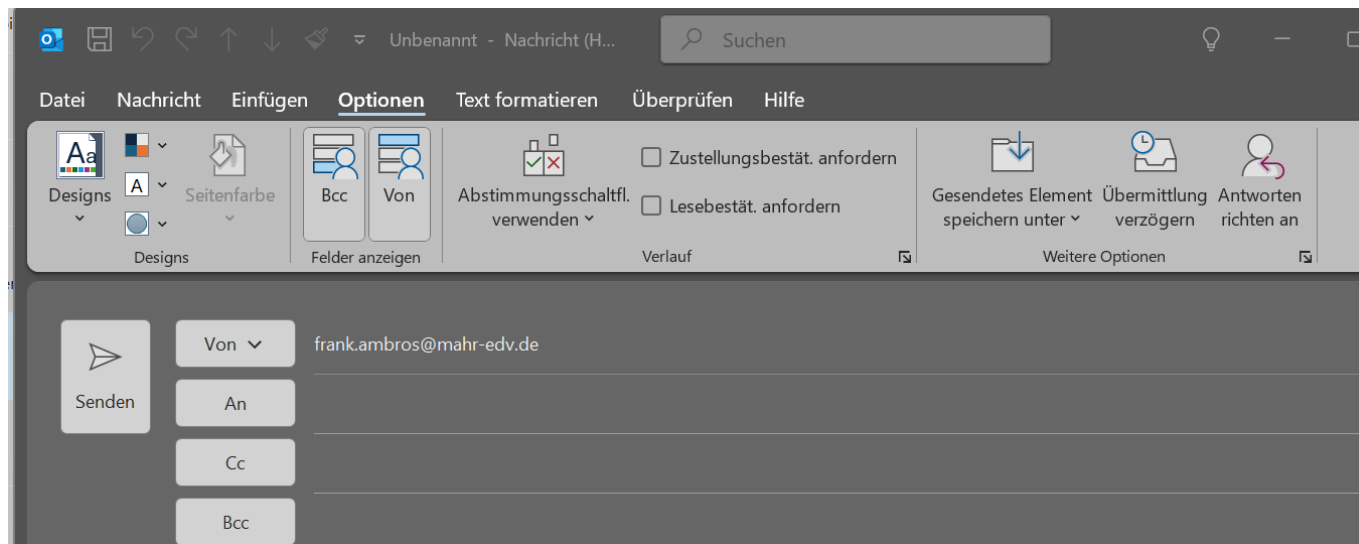 Unbenannt - Nachricht (H...
Suchen
Datei Nachricht Einfügen Optionen Text formatieren Überprüfen Hilfe
Aa
A
Designs
Seitenfarbe
Designs
Bcc
Von
Felder anzeigen
Abstimmungsschaltfl.
verwenden
Zustellungsbestät. anfordern
Lesebestät. anfordern
Verlauf
Gesendetes Element
speichern unter
Übermittlung
verzögern
Antworten
richten an
Weitere Optionen
Senden
Von
frank.ambros@mahr-edv.de
An
Cc
Bcc